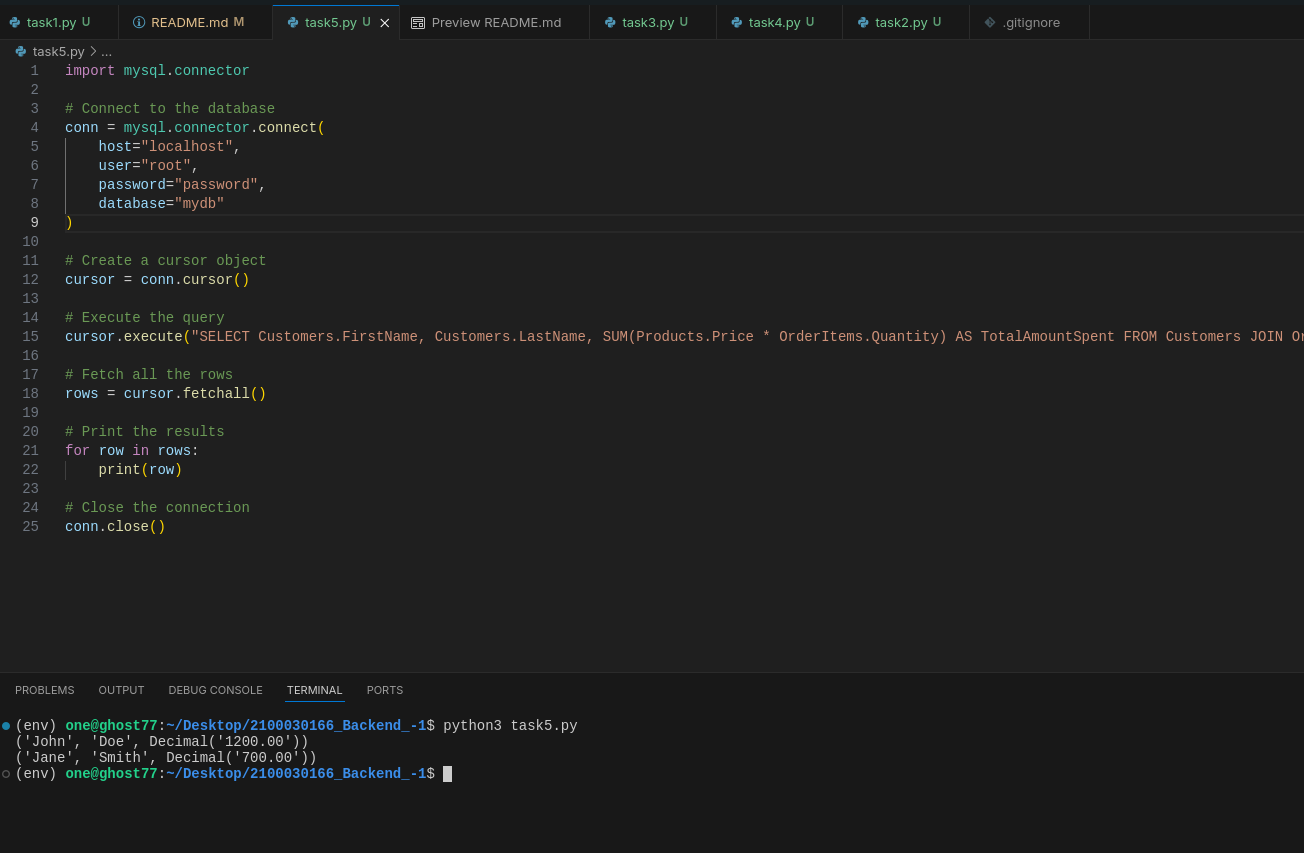 task1.py U README.md M task5.py U Preview README.md task3.py U task4.py U task2.py U .gitignore
task5.py > ...
1 import mysql.connector
2
3 # Connect to the database
4 conn = mysql.connector.connect(
5     host="localhost",
6     user="root",
7     password="password",
8     database="mydb"
9 )
10
11 # Create a cursor object
12 cursor = conn.cursor()
13
14 # Execute the query
15 cursor.execute("SELECT Customers.FirstName, Customers.LastName, SUM(Products.Price * OrderItems.Quantity) AS TotalAmountSpent FROM Customers JOIN
16
17 # Fetch all the rows
18 rows = cursor.fetchall()
19
20 # Print the results
21 for row in rows:
22     print(row)
23
24 # Close the connection
25 conn.close()
PROBLEMS OUTPUT DEBUG CONSOLE TERMINAL PORTS
(env) one@ghost77:~/Desktop/2100030166_Backend_-1$ python3 task5.py
('John', 'Doe', Decimal('1200.00'))
('Jane', 'Smith', Decimal('700.00'))
(env) one@ghost77:~/Desktop/2100030166_Backend_-1$